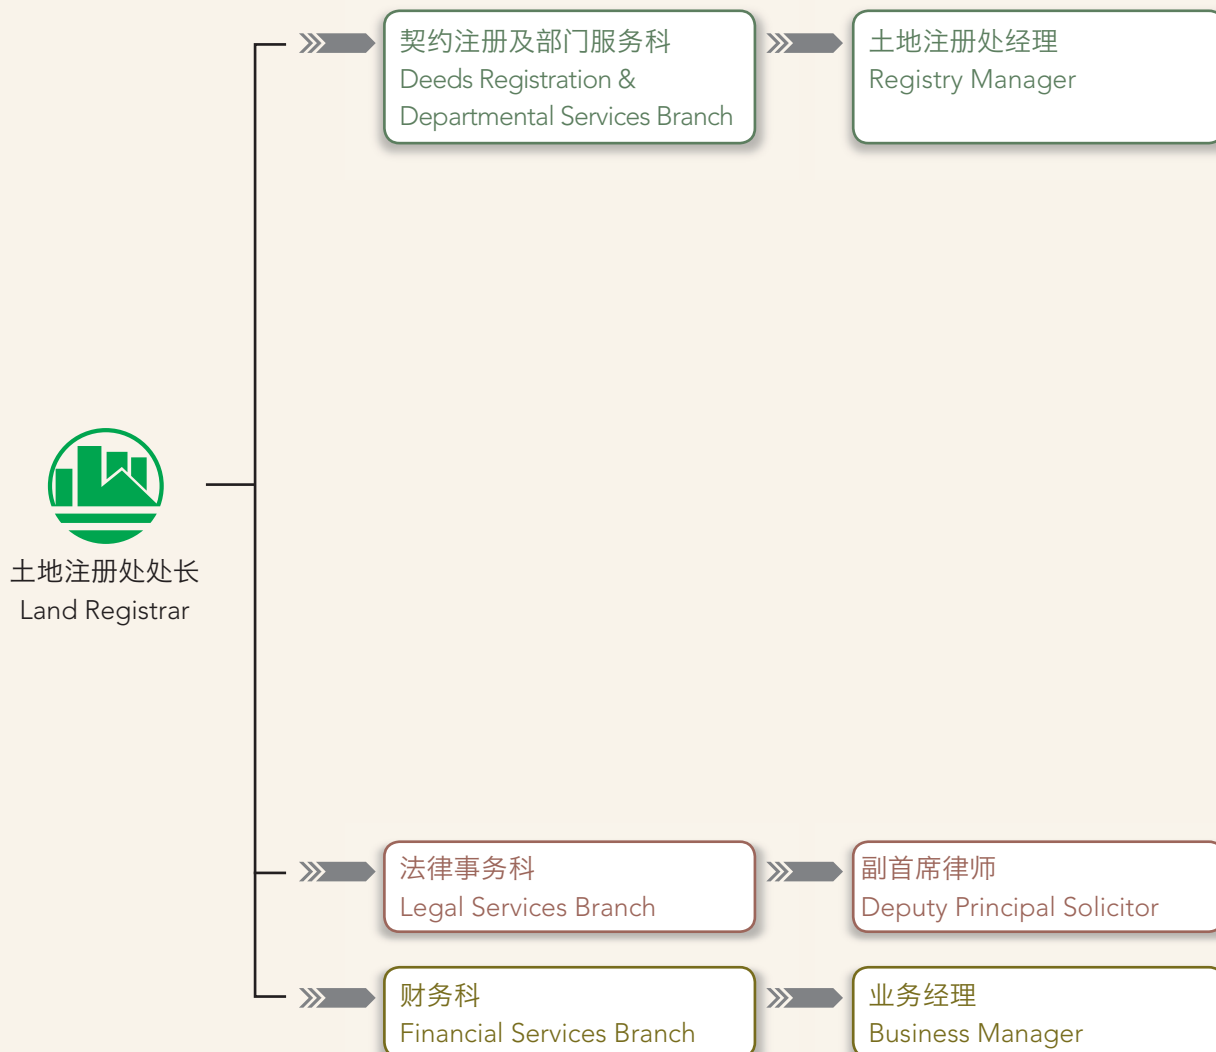 契约注册及部门服务科
Deeds Registration &
Departmental Services Branch
土地注册处经理
Registry Manager
土地注册处处长
Land Registrar
法律事务科
Legal Services Branch
副首席律师
Deputy Principal Solicitor
财务科
Financial Services Branch
业务经理
Business Manager